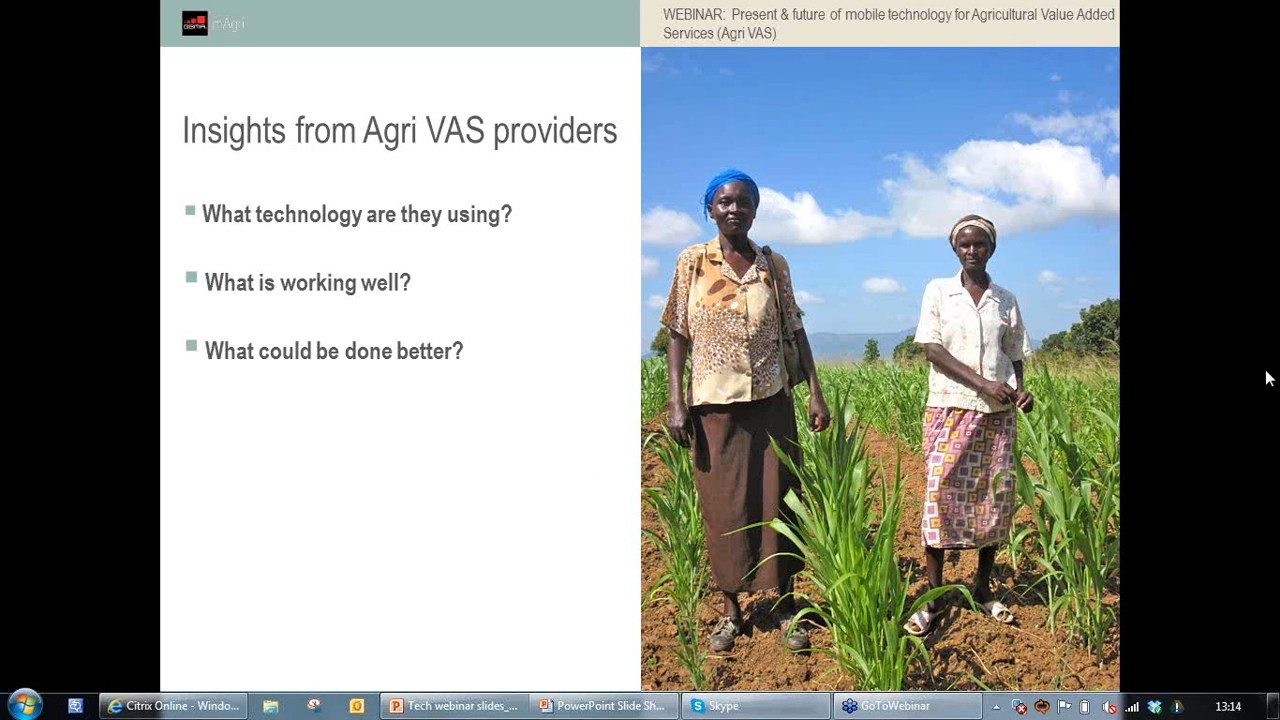 GSMA mAgri
WEBINAR: Present & future of mobile technology for Agricultural Value Added
Services (Agri VAS)
Insights from Agri VAS providers
What technology are they using?
What is working well?
What could be done better?
Citrix Online - Windo...
Tech webinar slides_...
PowerPoint Slide Sh...
Skype
GoToWebinar
13:14